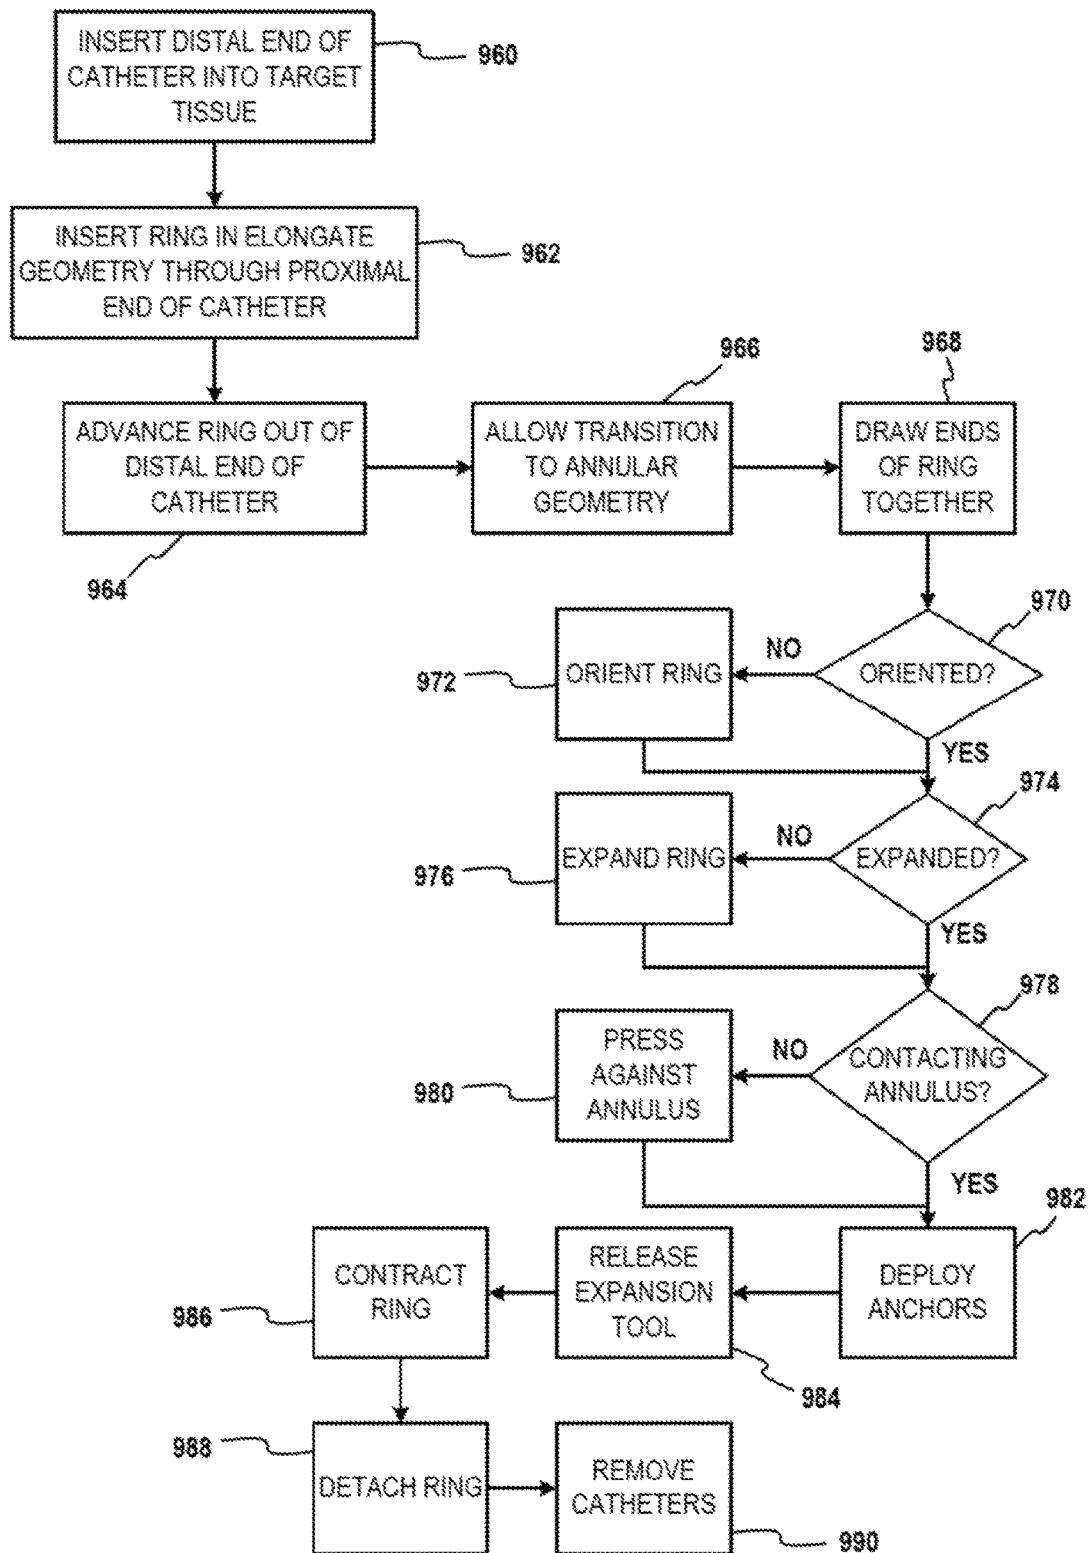 INSERT DISTAL END OF
CATHETER INTO TARGET
TISSUE
960
INSERT RING IN ELONGATE
GEOMETRY THROUGH PROXIMAL
END OF CATHETER
962
ADVANCE RING OUT OF
DISTAL END OF
CATHETER
964
ALLOW TRANSITION
TO ANNULAR
GEOMETRY
966
DRAW ENDS
OF RING
TOGETHER
968
ORIENTED?
970
NO
ORIENT RING
972
YES
EXPANDED?
974
NO
EXPAND RING
976
YES
CONTACTING
ANNULUS?
978
NO
PRESS
AGAINST
ANNULUS
980
YES
DEPLOY
ANCHORS
982
RELEASE
EXPANSION
TOOL
984
CONTRACT
RING
986
DETACH RING
988
REMOVE
CATHETERS
990